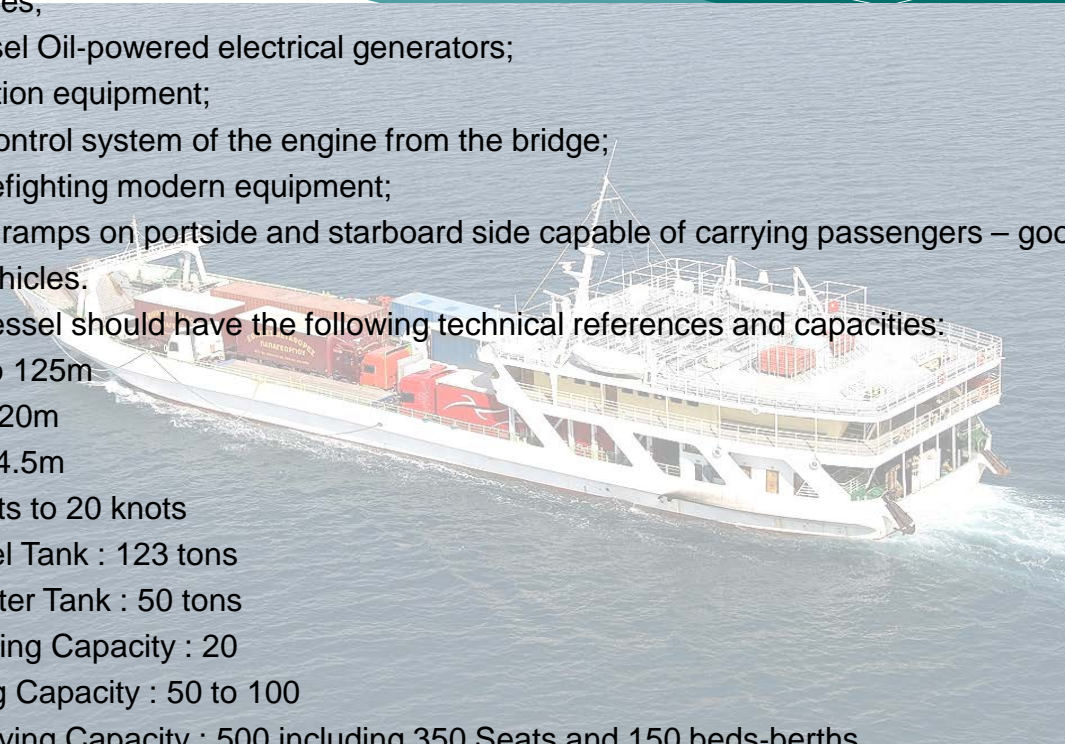 es;
sel Oil-powered electrical generators;
tion equipment;
ontrol system of the engine from the bridge;
efighting modern equipment;
ramps on portside and starboard side capable of carrying passengers – goo
hicles.
essel should have the following technical references and capacities:
o 125m
20m
4.5m
ts to 20 knots
el Tank : 123 tons
ter Tank : 50 tons
ing Capacity : 20
g Capacity : 50 to 100
ying Capacity : 500 including 350 Seats and 150 beds-berths